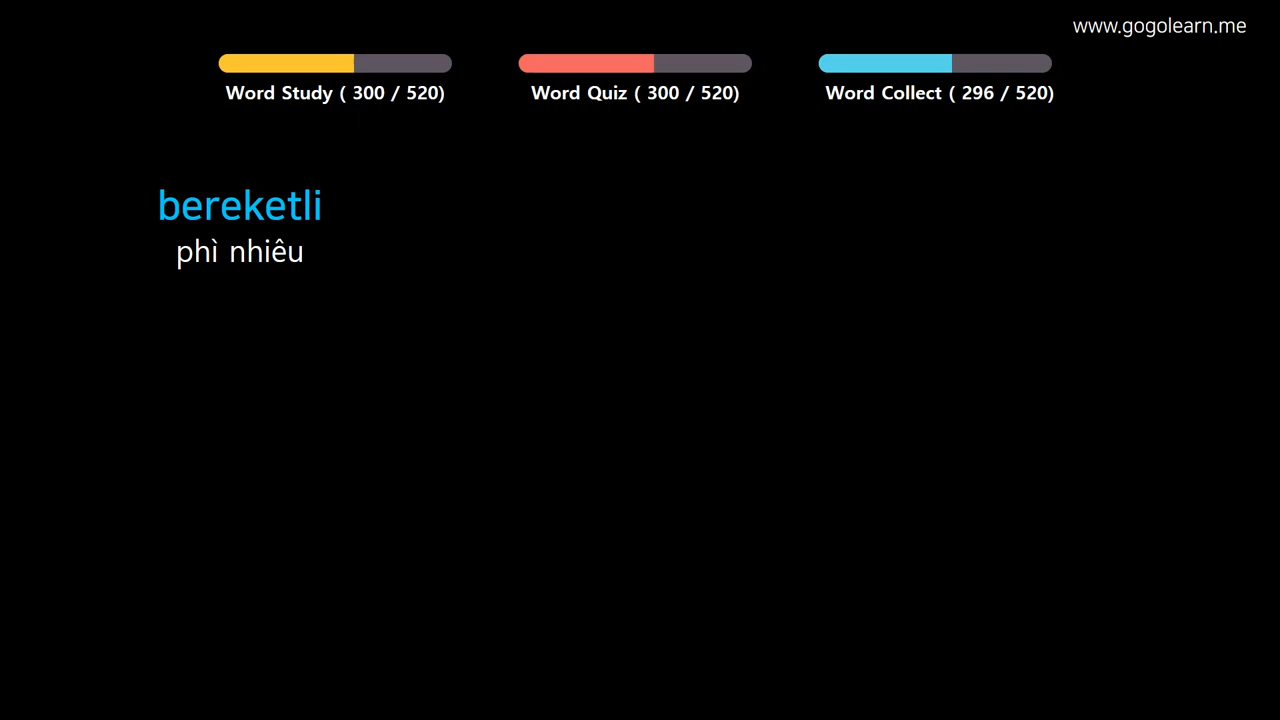 www.gogolearn.me
Word Study ( 300 / 520)
Word Quiz ( 300 / 520)
Word Collect ( 296 / 520)
bereketli
phì nhiêu